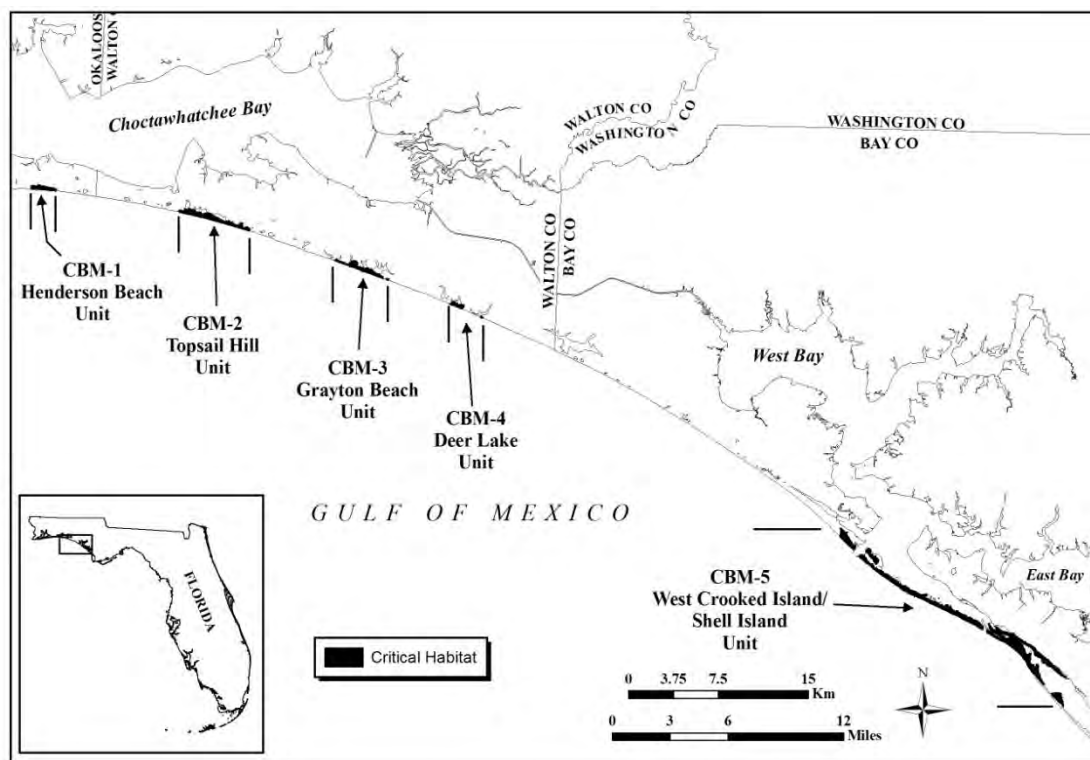 OKALOOS
WALTON CO
Choctawhatchee Bay
WALTON CO
WASHINGTON CO
WASHINGTON CO
BAY CO
WALTON CO
BAY CO
CBM-1
Henderson Beach
Unit
CBM-2
Topsail Hill
Unit
CBM-3
Grayton Beach
Unit
CBM-4
Deer Lake
Unit
West Bay
GULF OF MEXICO
East Bay
CBM-5
West Crooked Island/
Shell Island
Unit
FLORIDA
Critical Habitat
0 3.75 7.5 15
Km
0 3 6 12
Miles
N